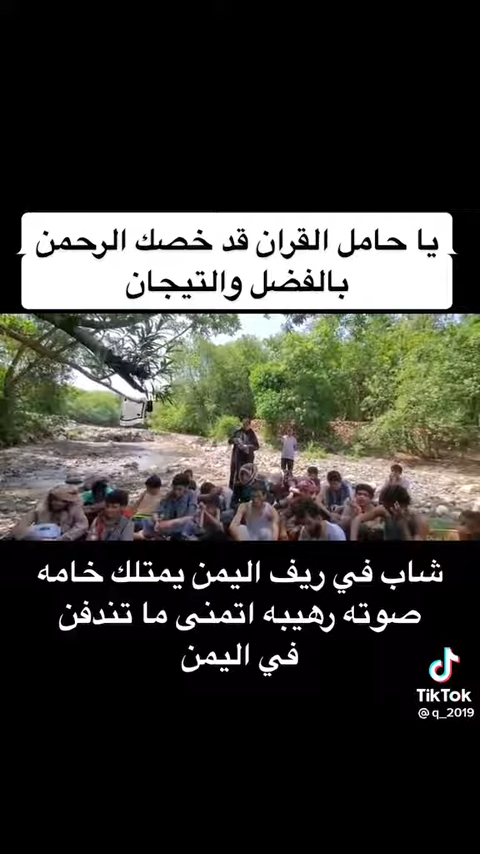 يا حامل القران قد خصك الرحمن
بالفضل والتيجان
شاب في ريف اليمن يمتلك خامه
صوته رهيبه اتمنى ما تندفن
في اليمن
TikTok
@q_2019